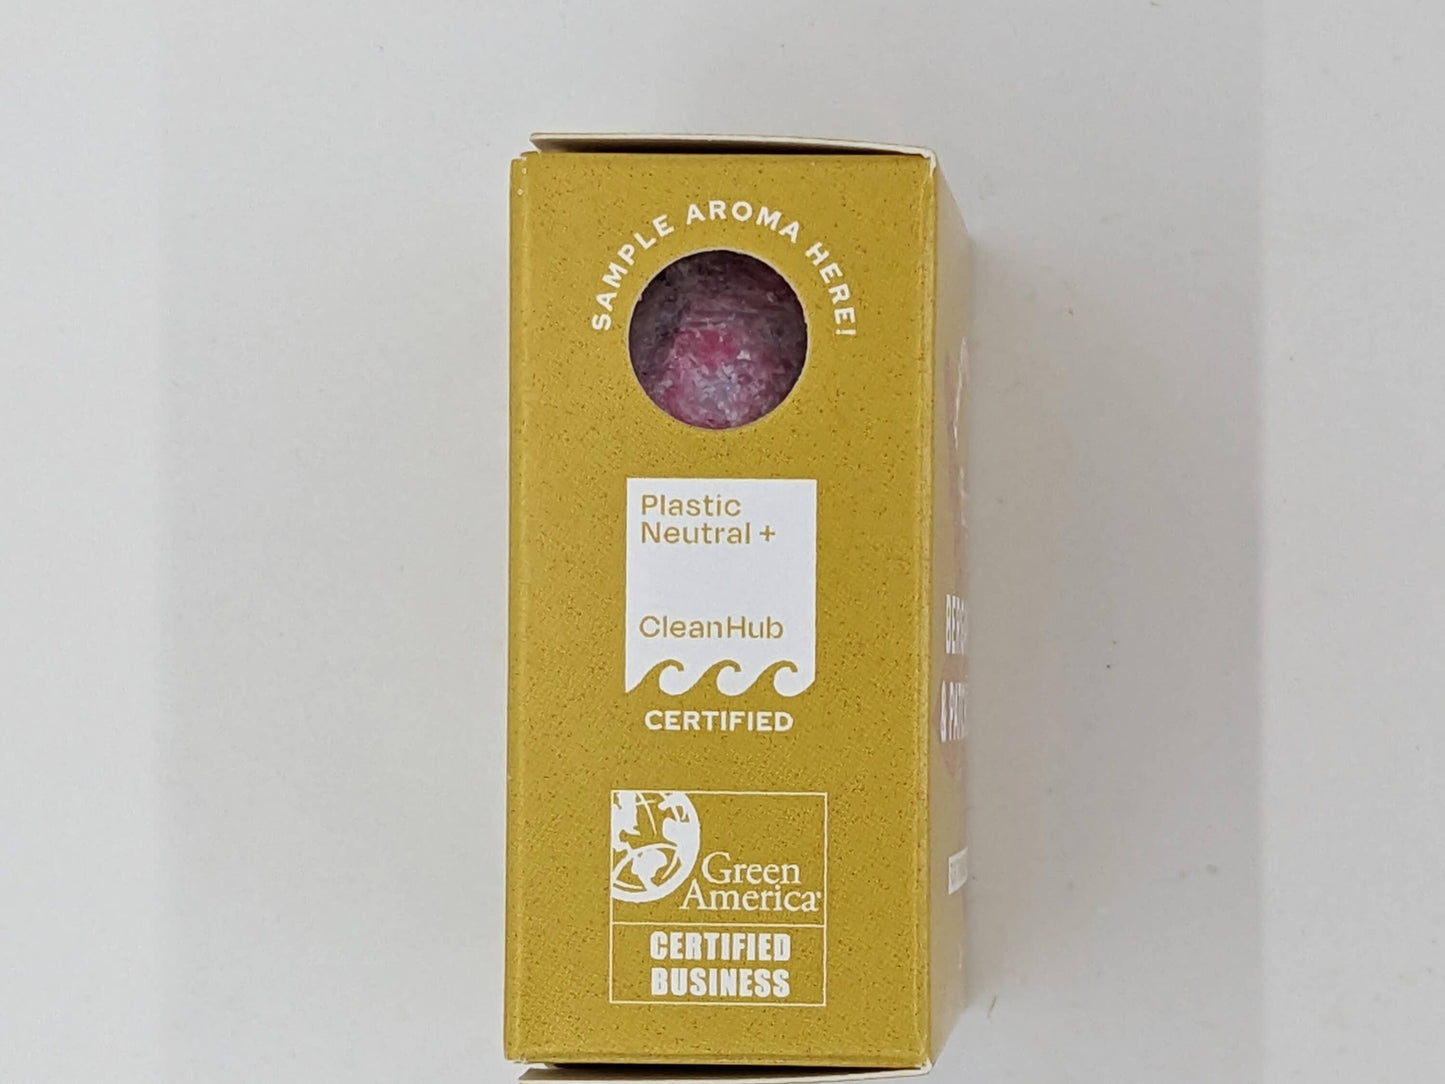 SAMPLE AROMA HERE!
Plastic
Neutral +
CleanHub
CERTIFIED
Green
America
CERTIFIED
BUSINESS
&